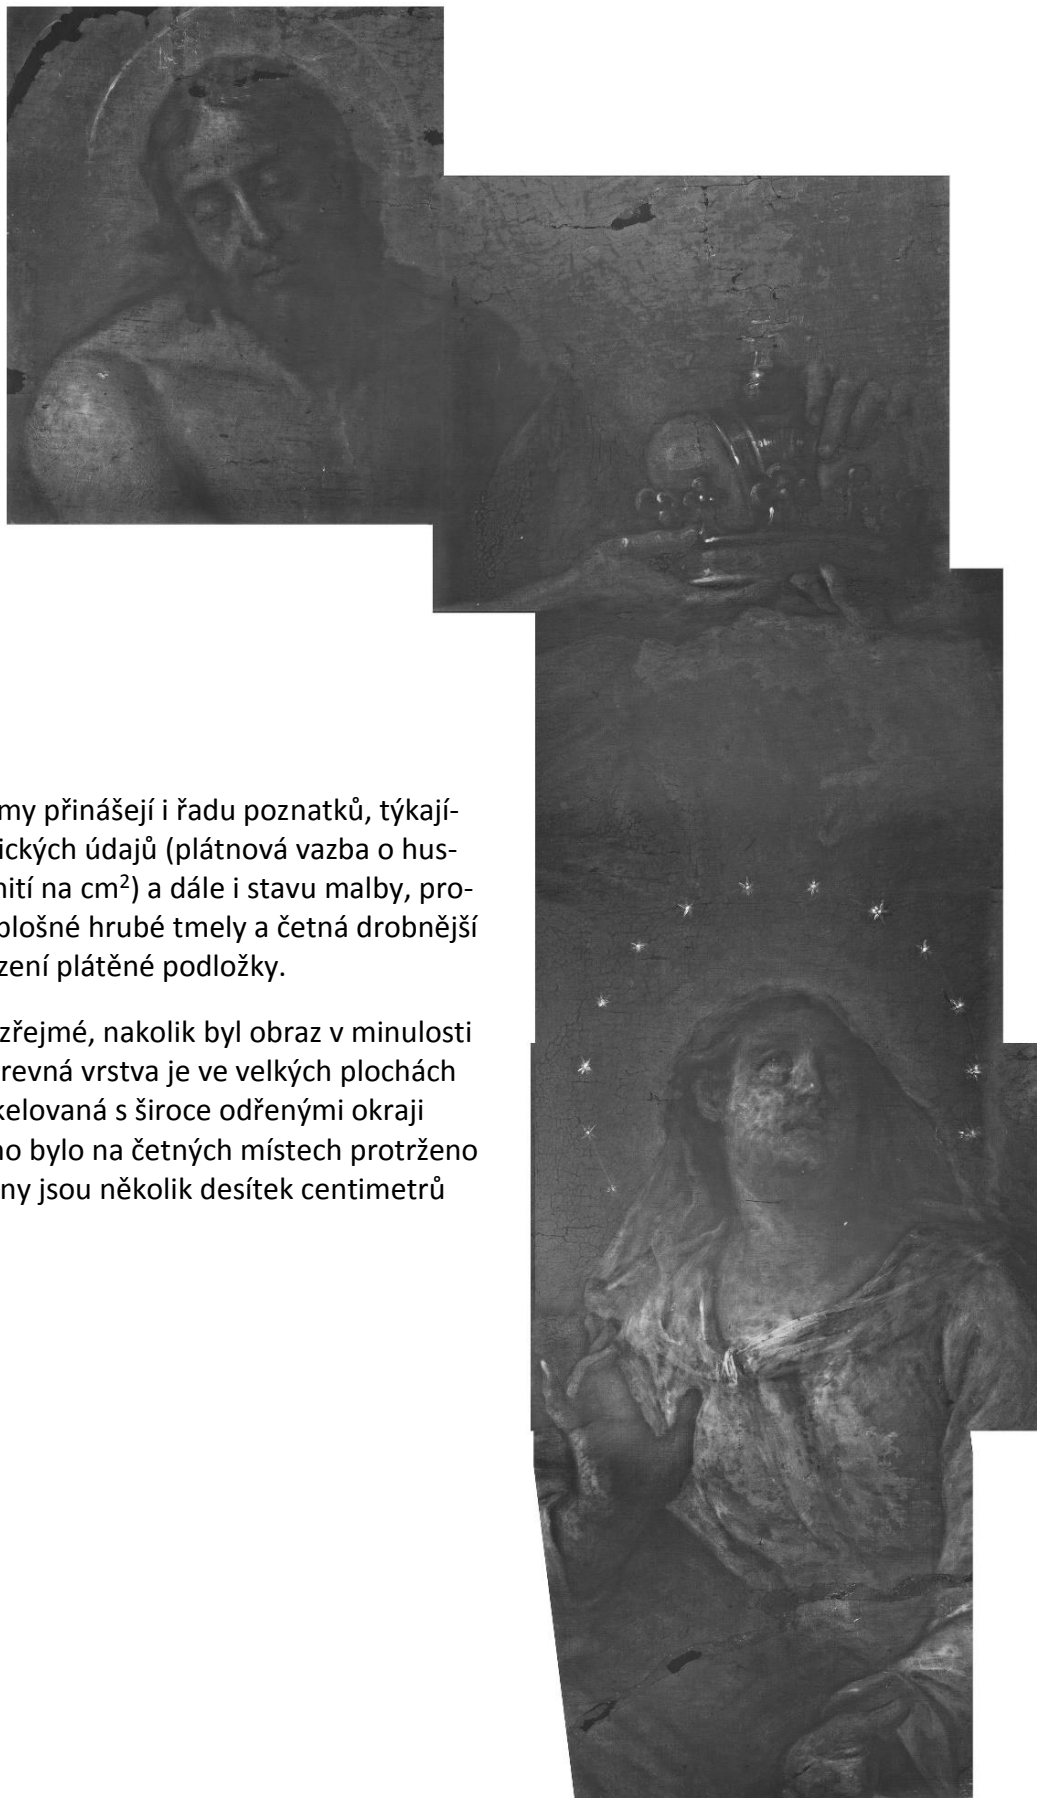 my přinášejí i řadu poznatků, týkají-
ických údajů (plátnová vazba o hus-
nití na cm²) a dále i stavu malby, pro-
plošné hrubé tmely a četná drobnější
zení plátěné podložky.
zřejmé, nakolik byl obraz v minulosti
revná vrstva je ve velkých plochách
kelovaná s široce odřenými okraji
no bylo na četných místech protrženo
ny jsou několik desítek centimetrů